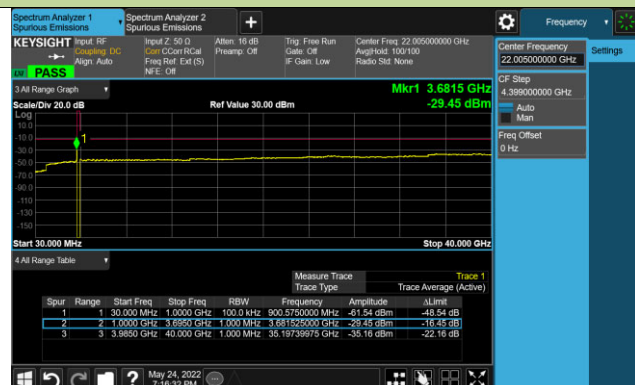 Spectrum Analyzer 1
Spurious Emissions
Spectrum Analyzer 2
Spurious Emissions
Frequency
KEYSIGHT
Input: RF
Coupling: DC
Align: Auto
Input Z: 50 Ω
Corr CCorr RCal
Freq Ref: Ext (S)
NFE: Off
Atten: 16 dB
Preamp: Off
Trig: Free Run
Gate: Off
IF Gain: Low
Center Freq: 22.005000000 GHz
Avg|Hold: 100/100
Radio Std: None
PASS
Center Frequency
22.005000000 GHz
Settings
CF Step
4.399000000 GHz
Auto
Man
Freq Offset
0 Hz
3 All Range Graph
Mkr1 3.6815 GHz
Scale/Div 20.0 dB
Ref Value 30.00 dBm
-29.45 dBm
Log
10.0
-10.0
-30.0
-50.0
-70.0
-90.0
-110
-130
-150
1
Start 30.000 MHz
Stop 40.000 GHz
4 All Range Table
Measure Trace Trace 1
Trace Type Trace Average (Active)
Spur Range Start Freq Stop Freq RBW Frequency Amplitude ΔLimit
1 1 30.000 MHz 1.0000 GHz 100.0 kHz 900.5750000 MHz -61.54 dBm -48.54 dB
2 2 1.0000 GHz 3.6950 GHz 1.000 MHz 3.681525000 GHz -29.45 dBm -16.45 dB
3 3 3.9850 GHz 40.000 GHz 1.000 MHz 35.19739975 GHz -35.16 dBm -22.16 dB
May 24, 2022
7:16:32 PM